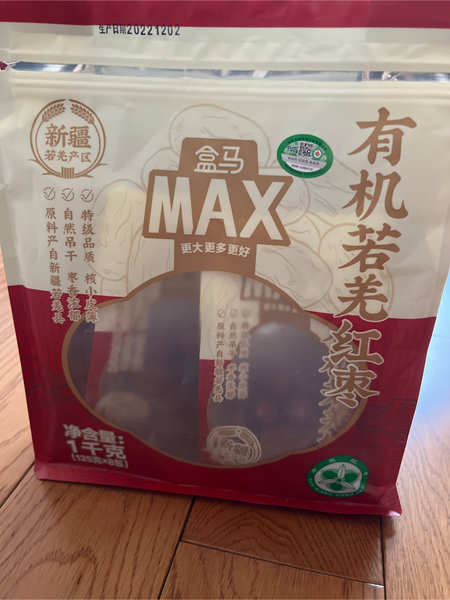 生产日期20221202
新疆
若羌产区
特级品质 核小皮薄
自然吊干 枣香浓郁
原料产自新疆若羌县
盒马
MAX
更大更多更好
有机若羌红枣
净含量:
1千克
(125克×8包)